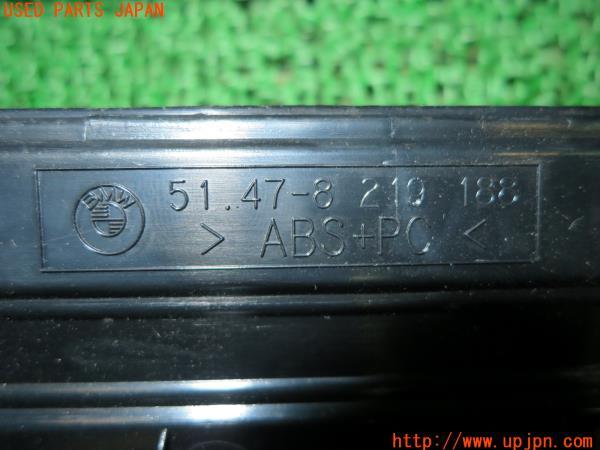 USED PARTS JAPAN
BMW
51.47-8 219 188
> ABS+PC <
http://www.upjpn.com